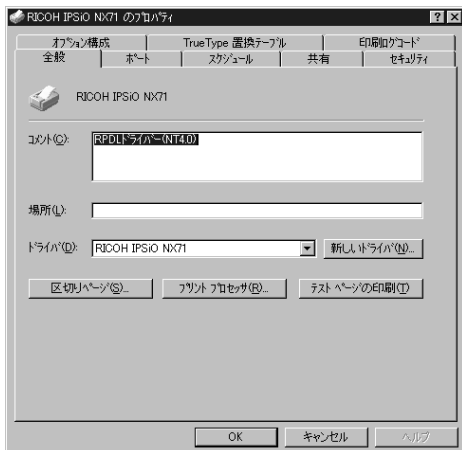 RICOH IPSiO NX71 のﾌﾟﾛﾊﾟﾃｨ
ｵﾌﾟｼｮﾝ構成 TrueType 置換ﾃｰﾌﾞﾙ 印刷ﾛｸﾞｺｰﾄﾞ
全般 ﾎﾟｰﾄ ｽｹｼﾞｭｰﾙ 共有 ｾｷｭﾘﾃｨ
RICOH IPSiO NX71
ｺﾒﾝﾄ(C): RPDLﾄﾞﾗｲﾊﾞｰ(NT4.0)
場所(L):
ﾄﾞﾗｲﾊﾞ(D): RICOH IPSiO NX71 新しいﾄﾞﾗｲﾊﾞ(N)...
区切りﾍﾟｰｼﾞ(S)... ﾌﾟﾘﾝﾄ ﾌﾟﾛｾｯｻ(R)... ﾃｽﾄ ﾍﾟｰｼﾞの印刷(T)
OK ｷｬﾝｾﾙ ﾍﾙﾌﾟ